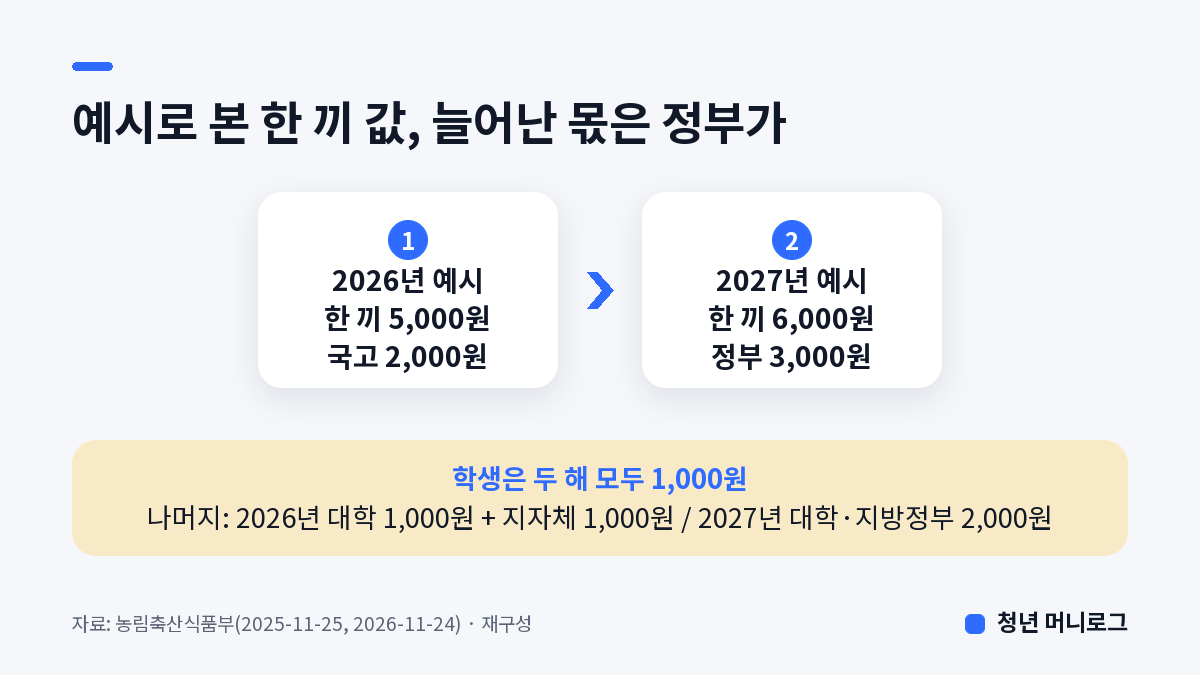 예시로 본 한 끼 값, 늘어난 몫은 정부가
1
2026년 예시
한 끼 5,000원
국고 2,000원
2
2027년 예시
한 끼 6,000원
정부 3,000원
학생은 두 해 모두 1,000원
나머지: 2026년 대학 1,000원 + 지자체 1,000원 / 2027년 대학·지방정부 2,000원
자료: 농림축산식품부(2025-11-25, 2026-11-24) · 재구성
청년 머니로그